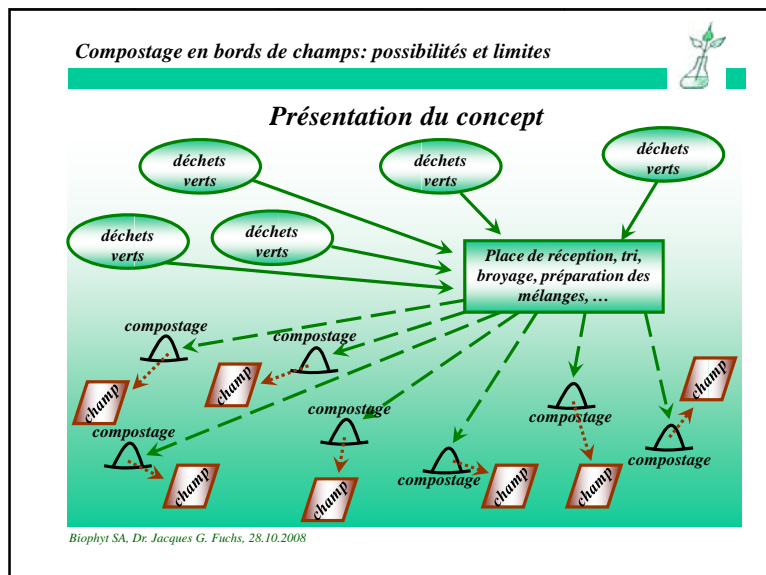 Compostage en bords de champs: possibilités et limites
Présentation du concept
déchets
verts
déchets
verts
déchets
verts
déchets
verts
déchets
verts
Place de réception, tri,
broyage, préparation des
mélanges, …
compostage
compostage
champ
champ
champ
compostage
compostage
compostage
compostage
compostage
champ
champ
champ
champ
Biophyt SA, Dr. Jacques G. Fuchs, 28.10.2008